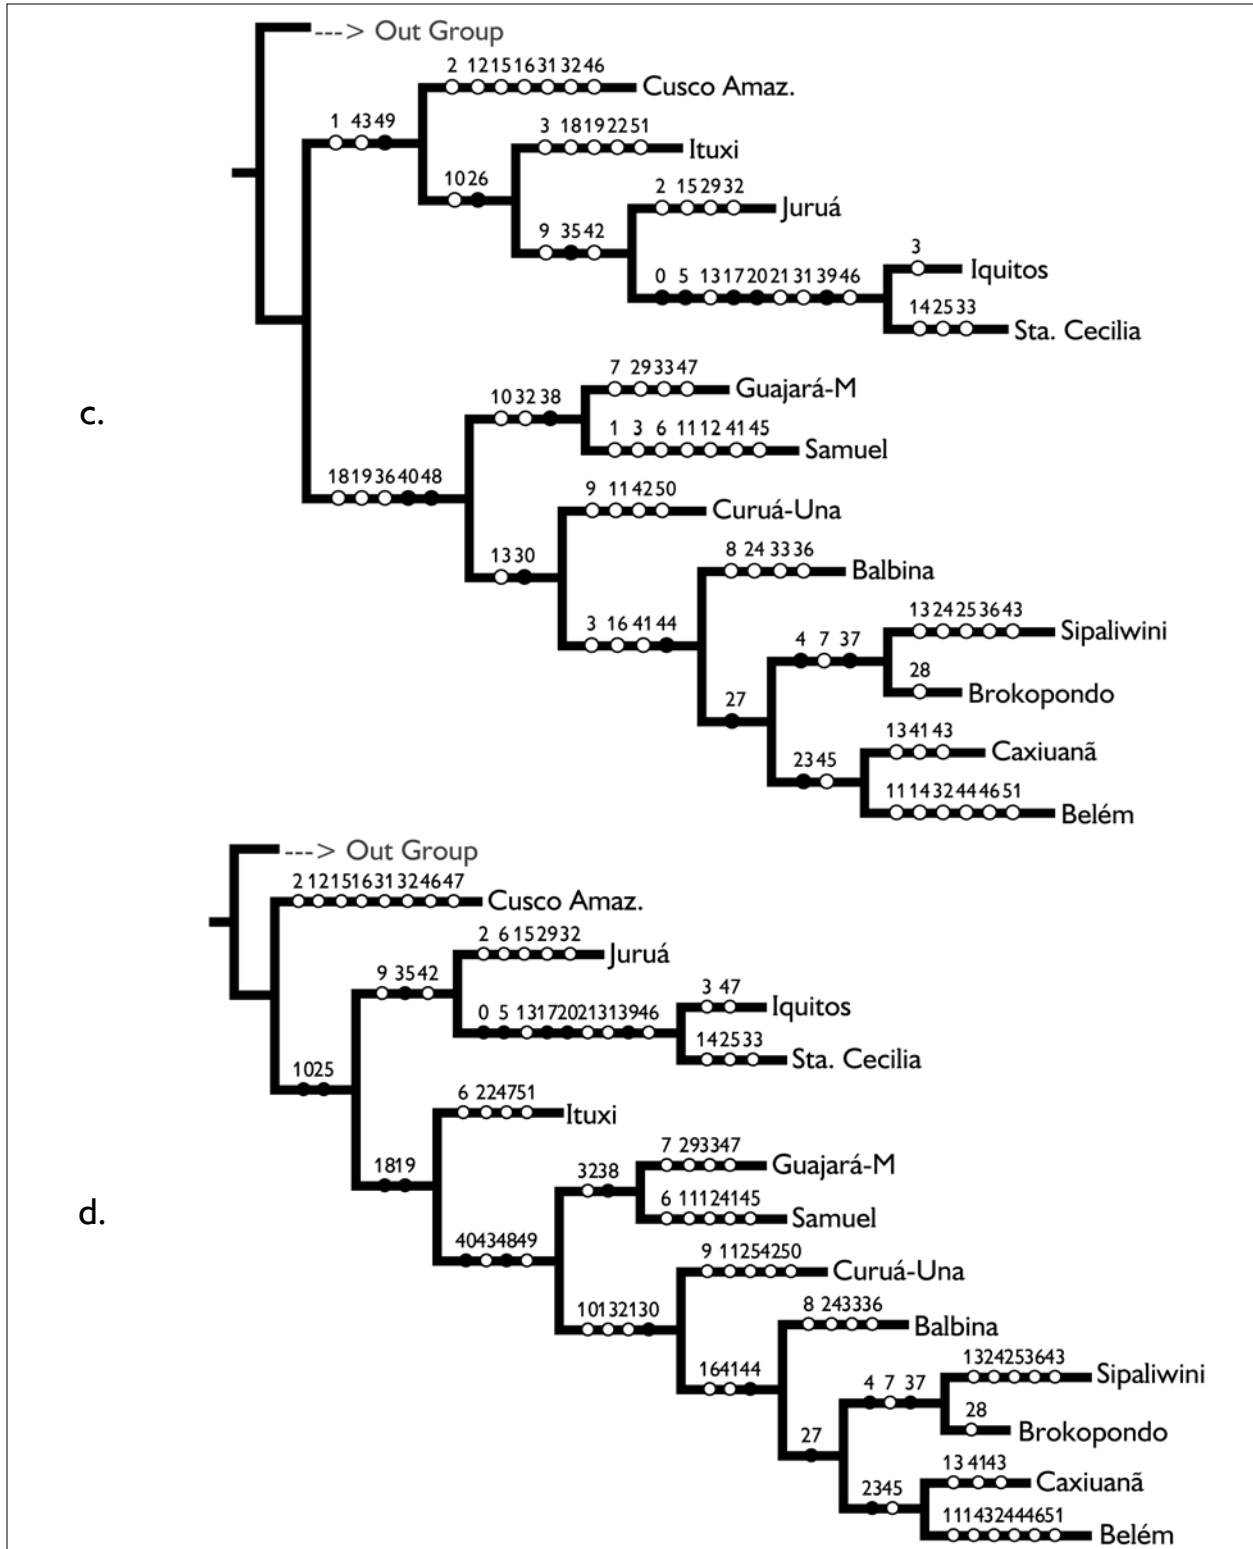 ---> Out Group
2 12 15 16 31 32 46
Cusco Amaz.
1 43 49
3 18 19 22 51
Ituxi
10 26
2 15 29 32
Juruá
9 35 42
3
Iquitos
0 5 13 17 20 21 31 39 46
14 25 33
Sta. Cecilia
7 29 33 47
Guajará-M
10 32 38
c.
1 3 6 11 12 41 45
Samuel
18 19 36 40 48
9 11 42 50
Curuá-Una
13 30
8 24 33 36
Balbina
3 16 41 44
13 24 25 36 43
Sipaliwini
4 7 37
28
Brokopondo
27
13 41 43
Caxiuanã
23 45
11 14 32 44 46 51
Belém
---> Out Group
2 12 15 16 31 32 46 47
Cusco Amaz.
2 6 15 29 32
Juruá
9 35 42
3 47
Iquitos
0 5 13 17 20 21 31 39 46
14 25 33
Sta. Cecilia
10 25
6 22 47 51
Ituxi
18 19
7 29 33 47
Guajará-M
32 38
d.
6 11 12 41 45
Samuel
40 43 48 49
9 11 25 42 50
Curuá-Una
10 13 21 30
8 24 33 36
Balbina
16 41 44
13 24 25 36 43
Sipaliwini
4 7 37
28
Brokopondo
27
13 41 43
Caxiuanã
23 45
11 14 32 44 46 51
Belém